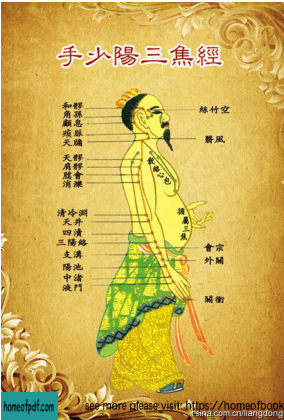 手少陽三焦經
和髎
角孫
顱息
瘈脈
天牖
天髎
肩髎
臑會
消濼
清冷淵
天井
四瀆
三陽絡
支溝
陽池
中渚
液門
絲竹空
翳風
散絡心包
循屬三焦
會宗
外關
關衝
homeofpdf.com
see more please visit: https://homeofbook
t.sina.com.cn/liangdong